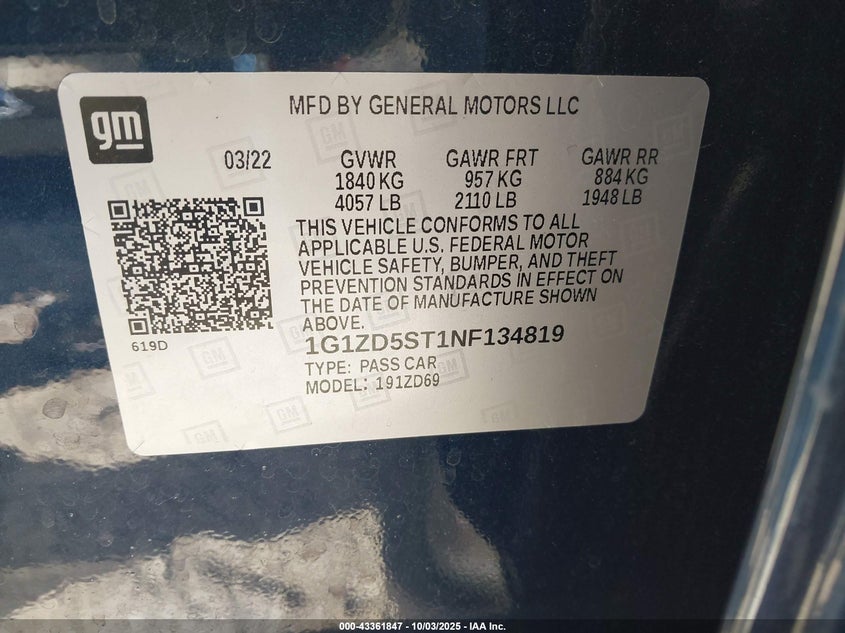 gm
MFD BY GENERAL MOTORS LLC
03/22 GVWR GAWR FRT GAWR RR
1840 KG 957 KG 884 KG
4057 LB 2110 LB 1948 LB
THIS VEHICLE CONFORMS TO ALL
APPLICABLE U.S. FEDERAL MOTOR
VEHICLE SAFETY, BUMPER, AND THEFT
PREVENTION STANDARDS IN EFFECT ON
THE DATE OF MANUFACTURE SHOWN
ABOVE.
619D
1G1ZD5ST1NF134819
TYPE: PASS CAR
MODEL: 191ZD69
000-43361847 - 10/03/2025 - IAA Inc.